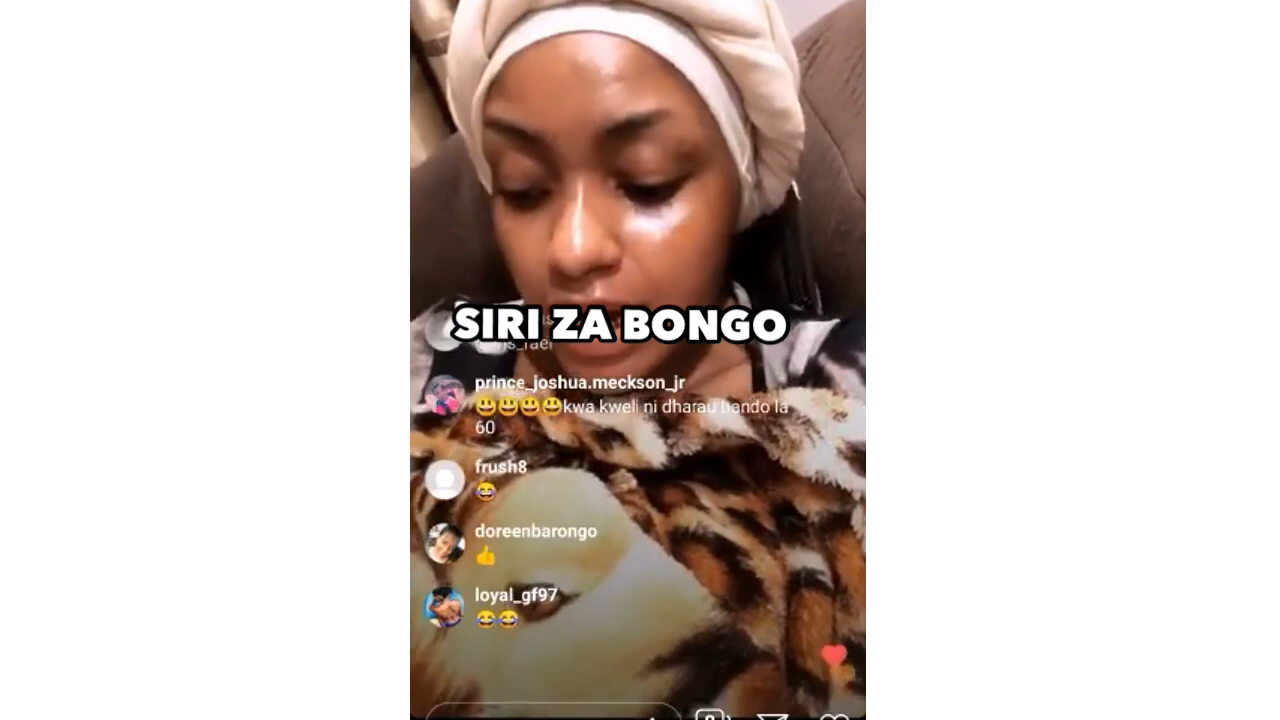 SIRI ZA BONGO
prince_joshua.meckson_jr
😃😃😃😃kwa kweli ni dharau bando la
60
frush8
😂
doreenbarongo
👍
loyal_gf97
😂😂